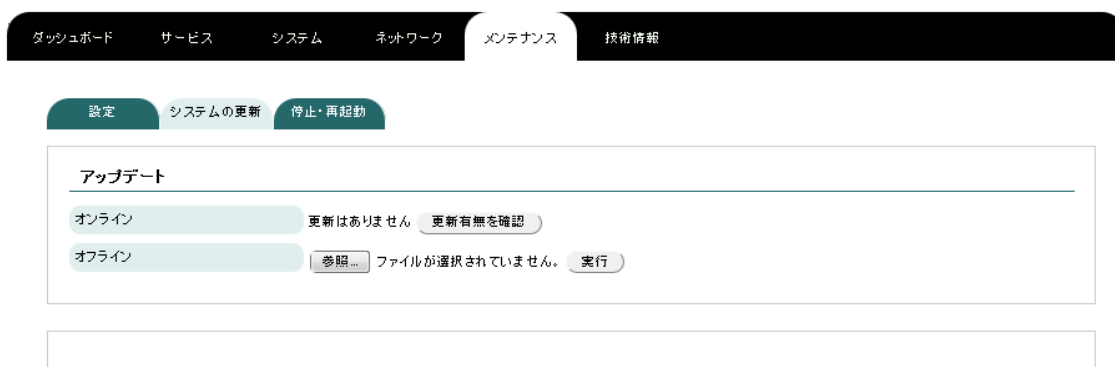 ダッシュボード サービス システム ネットワーク メンテナンス 技術情報
設定 システムの更新 停止・再起動
アップデート
オンライン 更新はありません 更新有無を確認
オフライン 参照... ファイルが選択されていません。 実行